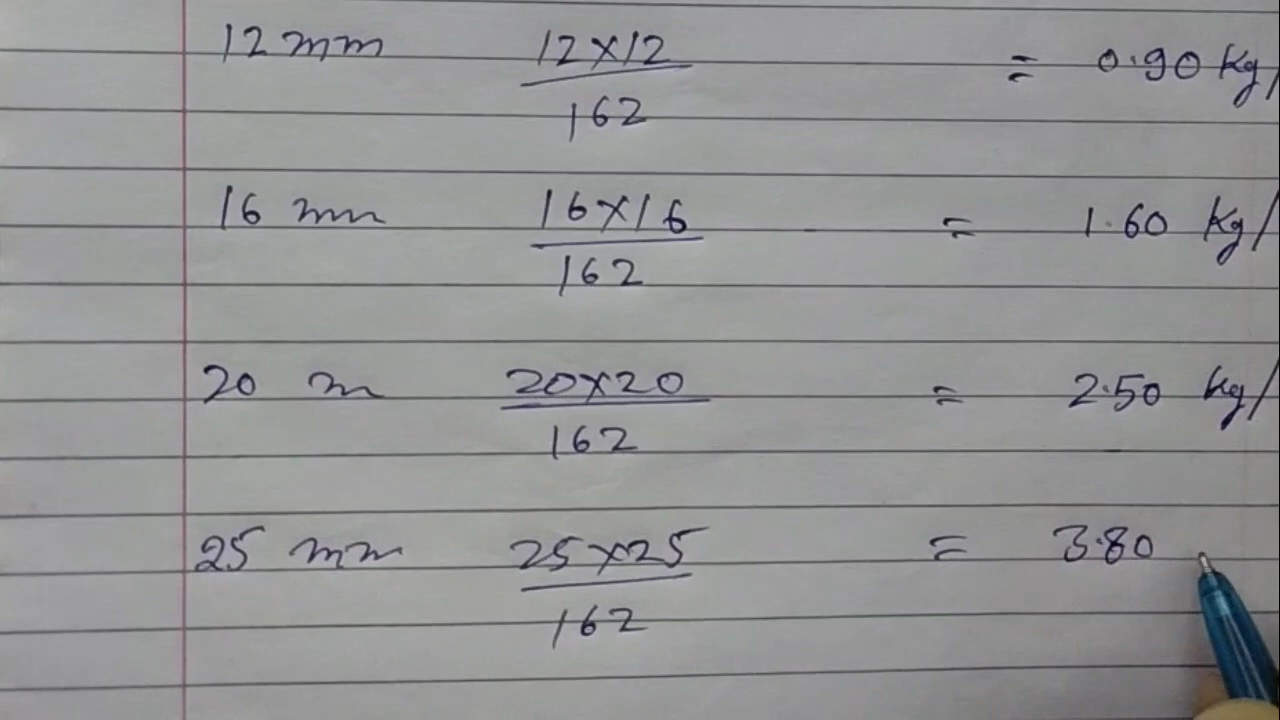 12 mm 12×12 = 0.90 Kg/
162
16 mm 16×16 = 1.60 Kg/
162
20 m 20×20 = 2.50 Kg/
162
25 mm 25×25 = 3.80
162